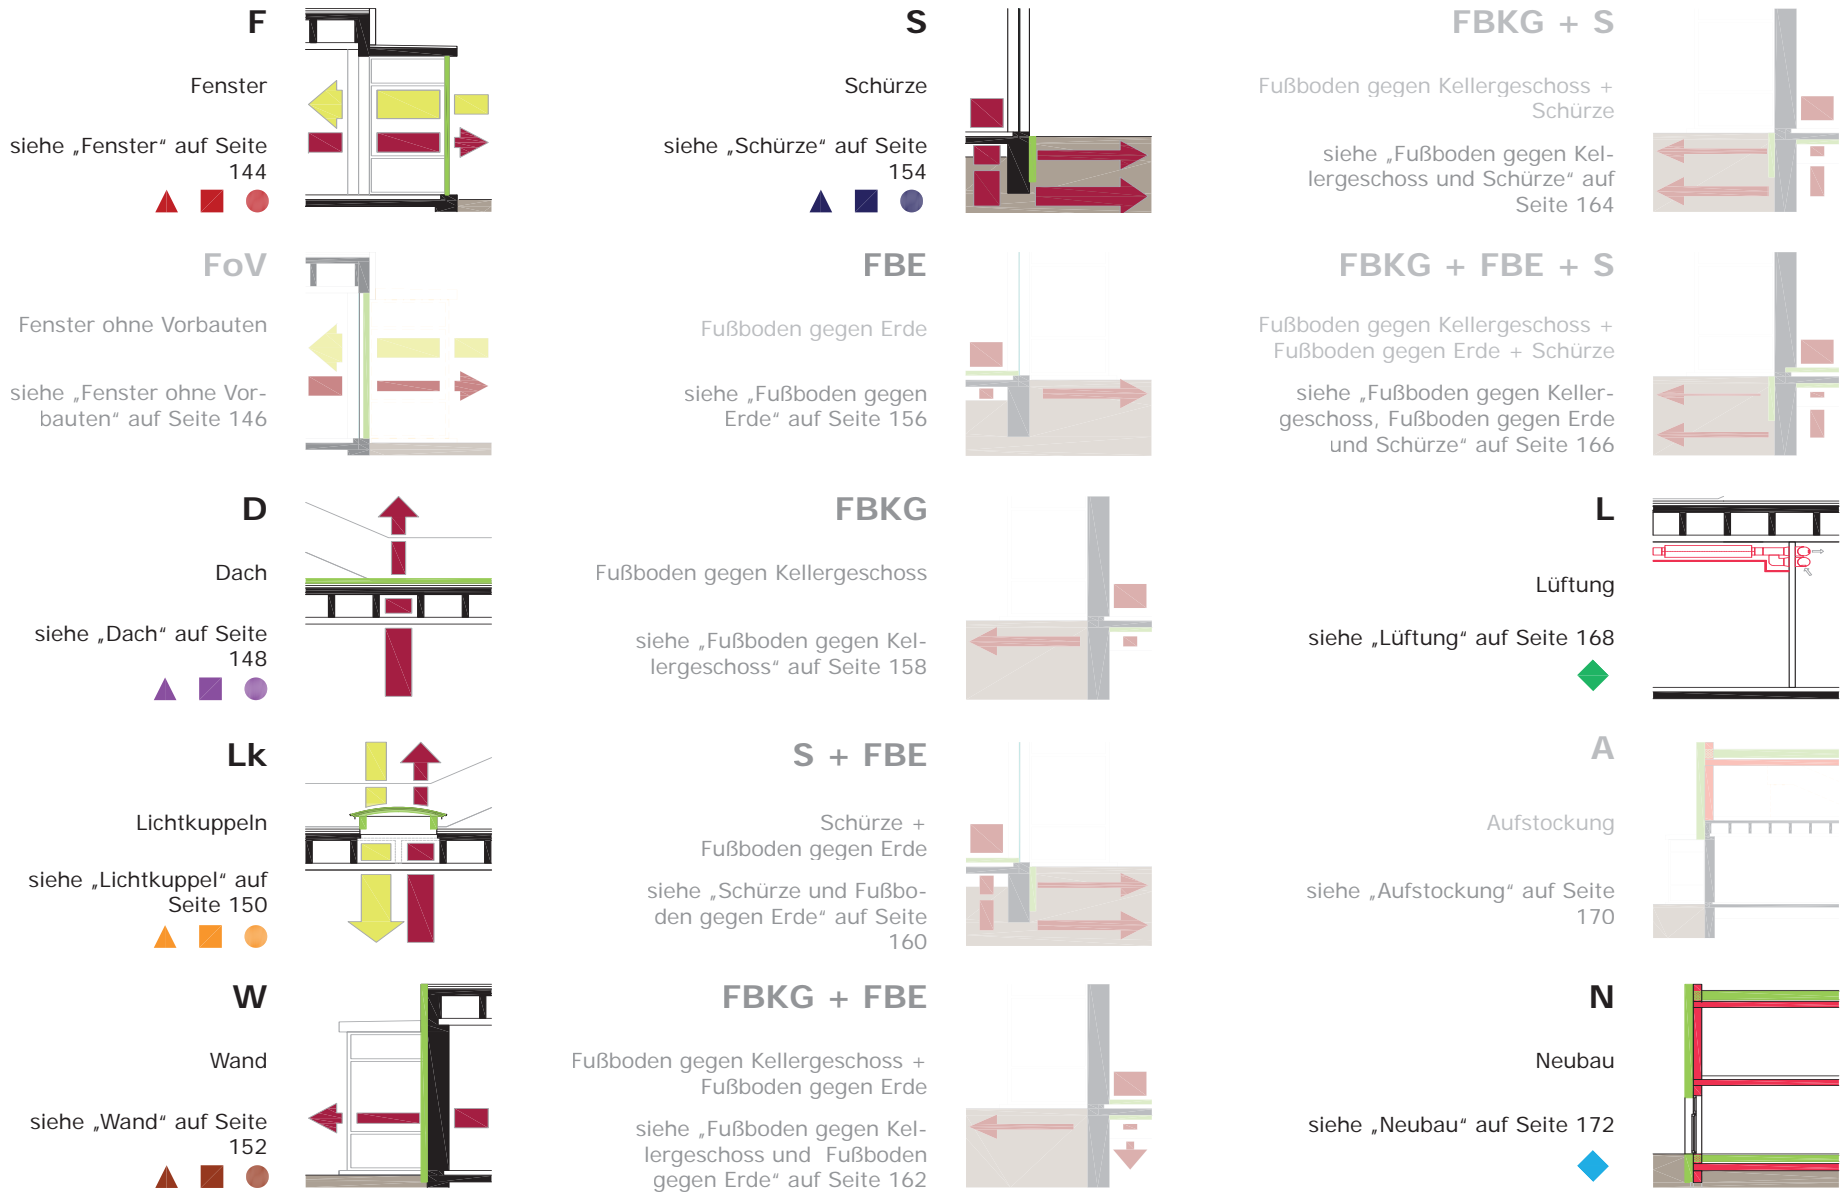 F
Fenster
siehe „Fenster“ auf Seite
144
FoV
Fenster ohne Vorbauten
siehe „Fenster ohne Vor-
bauten“ auf Seite 146
D
Dach
siehe „Dach“ auf Seite
148
Lk
Lichtkuppeln
siehe „Lichtkuppel“ auf
Seite 150
W
Wand
siehe „Wand“ auf Seite
152
S
Schürze
siehe „Schürze“ auf Seite
154
FBE
Fußboden gegen Erde
siehe „Fußboden gegen
Erde“ auf Seite 156
FBKG
Fußboden gegen Kellergeschoss
siehe „Fußboden gegen Kel-
lergeschoss“ auf Seite 158
S + FBE
Schürze +
Fußboden gegen Erde
siehe „Schürze und Fußbo-
den gegen Erde“ auf Seite
160
FBKG + FBE
Fußboden gegen Kellergeschoss +
Fußboden gegen Erde
siehe „Fußboden gegen Kel-
lergeschoss und Fußboden
gegen Erde“ auf Seite 162
FBKG + S
Fußboden gegen Kellergeschoss +
Schürze
siehe „Fußboden gegen Kel-
lergeschoss und Schürze“ auf
Seite 164
FBKG + FBE + S
Fußboden gegen Kellergeschoss +
Fußboden gegen Erde + Schürze
siehe „Fußboden gegen Keller-
geschoss, Fußboden gegen Erde
und Schürze“ auf Seite 166
L
Lüftung
siehe „Lüftung“ auf Seite 168
A
Aufstockung
siehe „Aufstockung“ auf Seite
170
N
Neubau
siehe „Neubau“ auf Seite 172